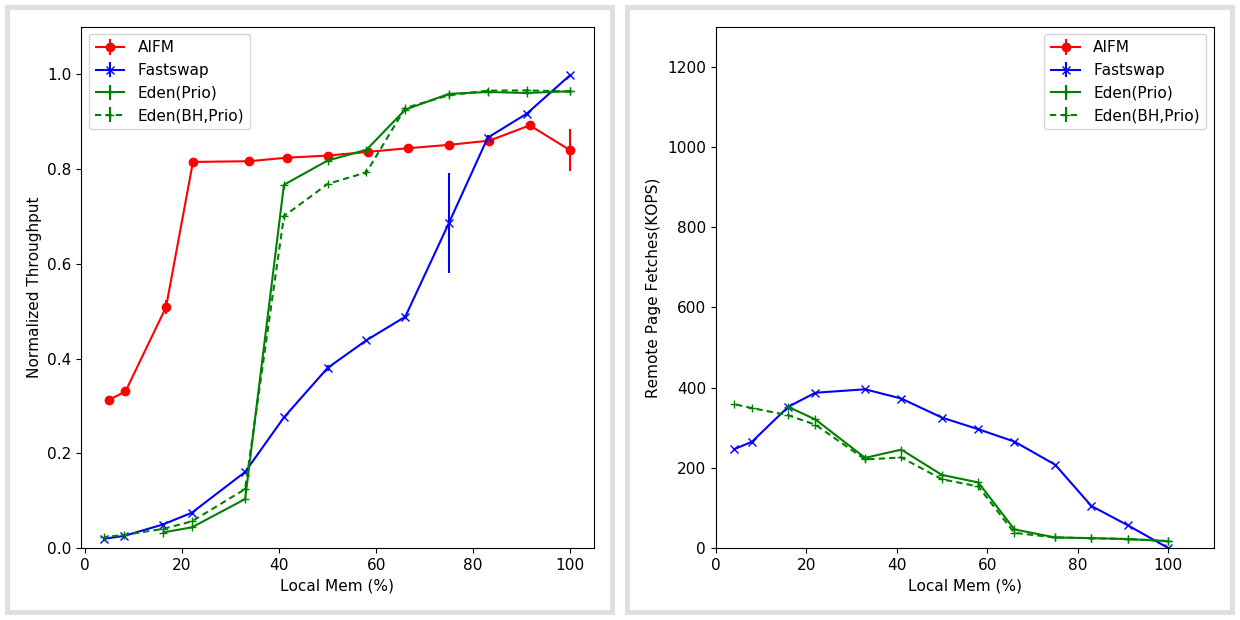 AIFM
Fastswap
Eden(Prio)
Eden(BH,Prio)
1.0
0.8
0.6
0.4
0.2
0.0
Normalized Throughput
0 20 40 60 80 100
Local Mem (%)
AIFM
Fastswap
Eden(Prio)
Eden(BH,Prio)
1200
1000
800
600
400
200
0
Remote Page Fetches(KOPS)
0 20 40 60 80 100
Local Mem (%)